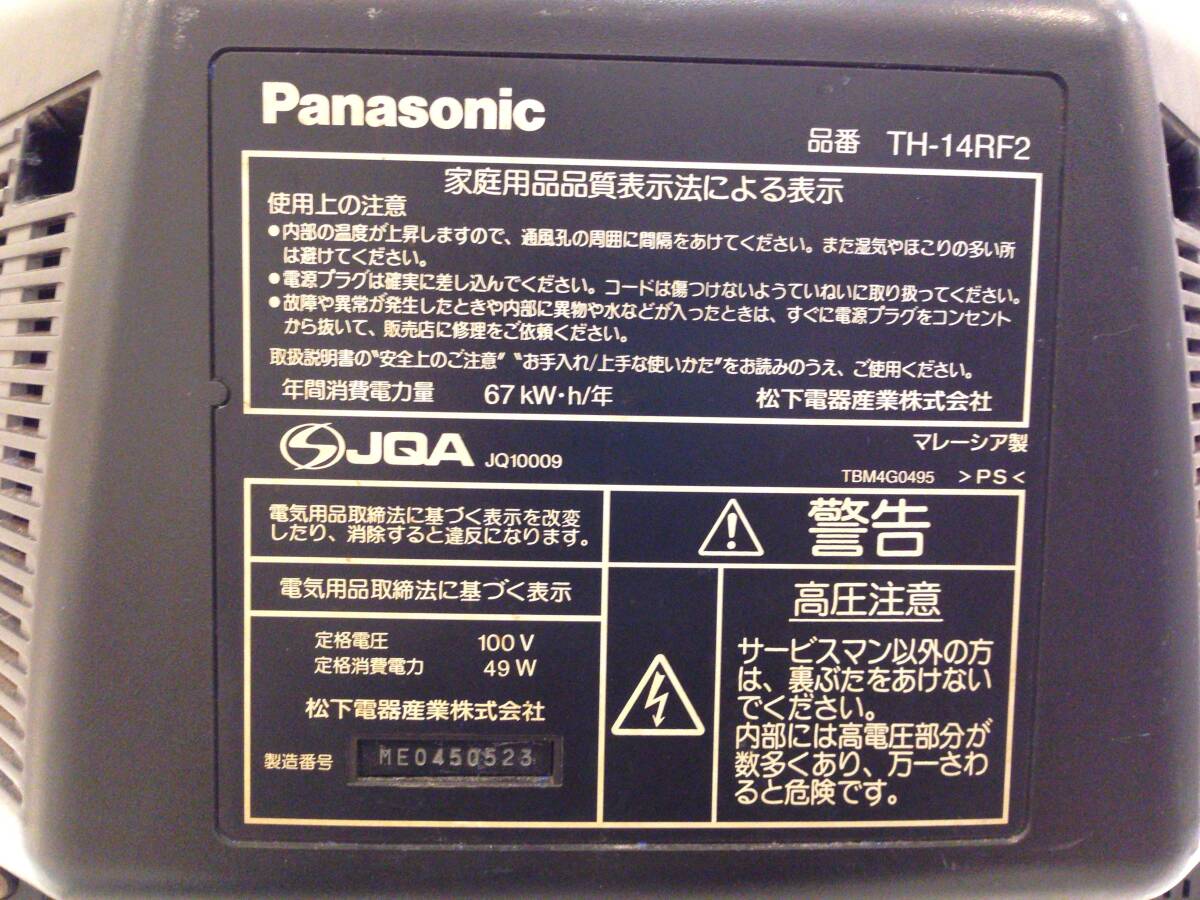 Panasonic
品番 TH-14RF2
家庭用品品質表示法による表示
使用上の注意
●内部の温度が上昇しますので、通風孔の周囲に間隔をあけてください。また湿気やほこりの多い所
は避けてください。
●電源プラグは確実に差し込んでください。コードは傷つけないようていねいに取り扱ってください。
●故障や異常が発生したときや内部に異物や水などが入ったときは、すぐに電源プラグをコンセント
から抜いて、販売店に修理をご依頼ください。
取扱説明書の"安全上のご注意" "お手入れ/上手な使いかた"をお読みのうえ、ご使用ください。
年間消費電力量 67 kW・h/年 松下電器産業株式会社
JQA JQ10009
マレーシア製
TBM4G0495 >PS<
電気用品取締法に基づく表示を改変
したり、消除すると違反になります。
電気用品取締法に基づく表示
定格電圧 100 V
定格消費電力 49 W
松下電器産業株式会社
製造番号 ME0450523
警告
高圧注意
サービスマン以外の方
は、裏ぶたをあけない
でください。
内部には高電圧部分が
数多くあり、万一さわ
ると危険です。